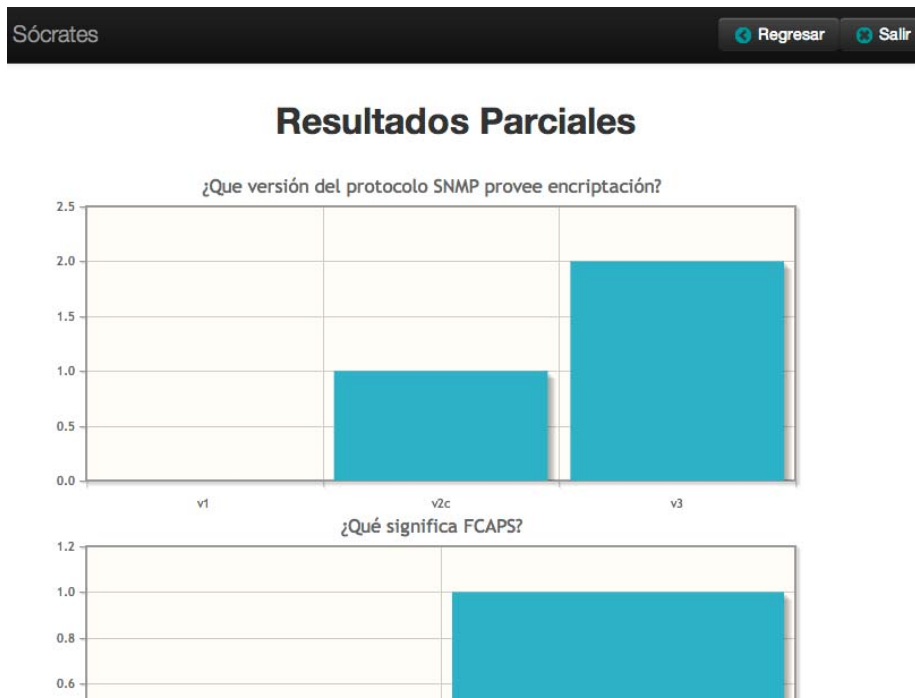 Sócrates
Regresar
Salir
Resultados Parciales
¿Que versión del protocolo SNMP provee encriptación?
2.5
2.0
1.5
1.0
0.5
0.0
v1 v2c v3
¿Qué significa FCAPS?
1.2
1.0
0.8
0.6